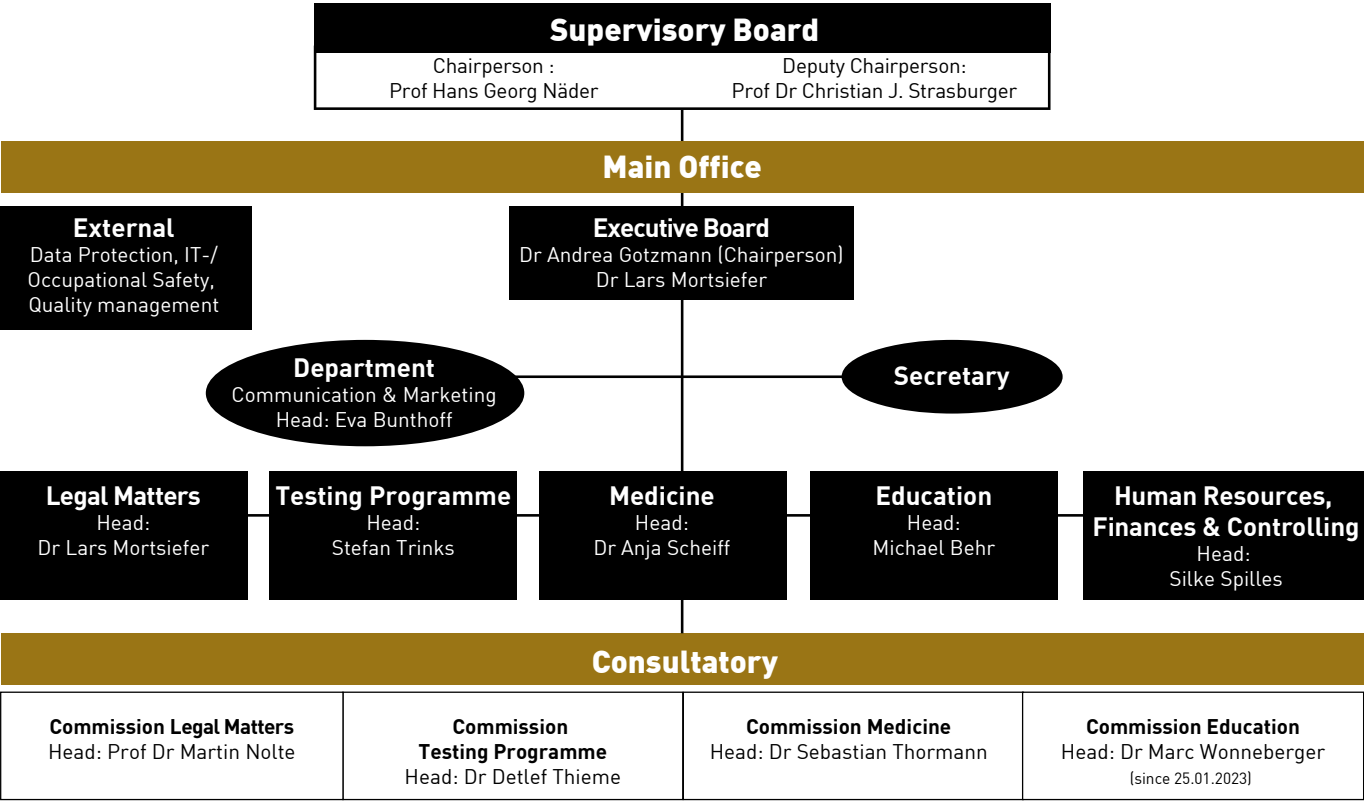 Supervisory Board
Chairperson :
Prof Hans Georg Näder
Deputy Chairperson:
Prof Dr Christian J. Strasburger
Main Office
External
Data Protection, IT-/
Occupational Safety,
Quality management
Executive Board
Dr Andrea Gotzmann (Chairperson)
Dr Lars Mortsiefer
Department
Communication & Marketing
Head: Eva Bunthoff
Secretary
Legal Matters
Head:
Dr Lars Mortsiefer
Testing Programme
Head:
Stefan Trinks
Medicine
Head:
Dr Anja Scheiff
Education
Head:
Michael Behr
Human Resources,
Finances & Controlling
Head:
Silke Spilles
Consultatory
Commission Legal Matters
Head: Prof Dr Martin Nolte
Commission
Testing Programme
Head: Dr Detlef Thieme
Commission Medicine
Head: Dr Sebastian Thormann
Commission Education
Head: Dr Marc Wonneberger
(since 25.01.2023)